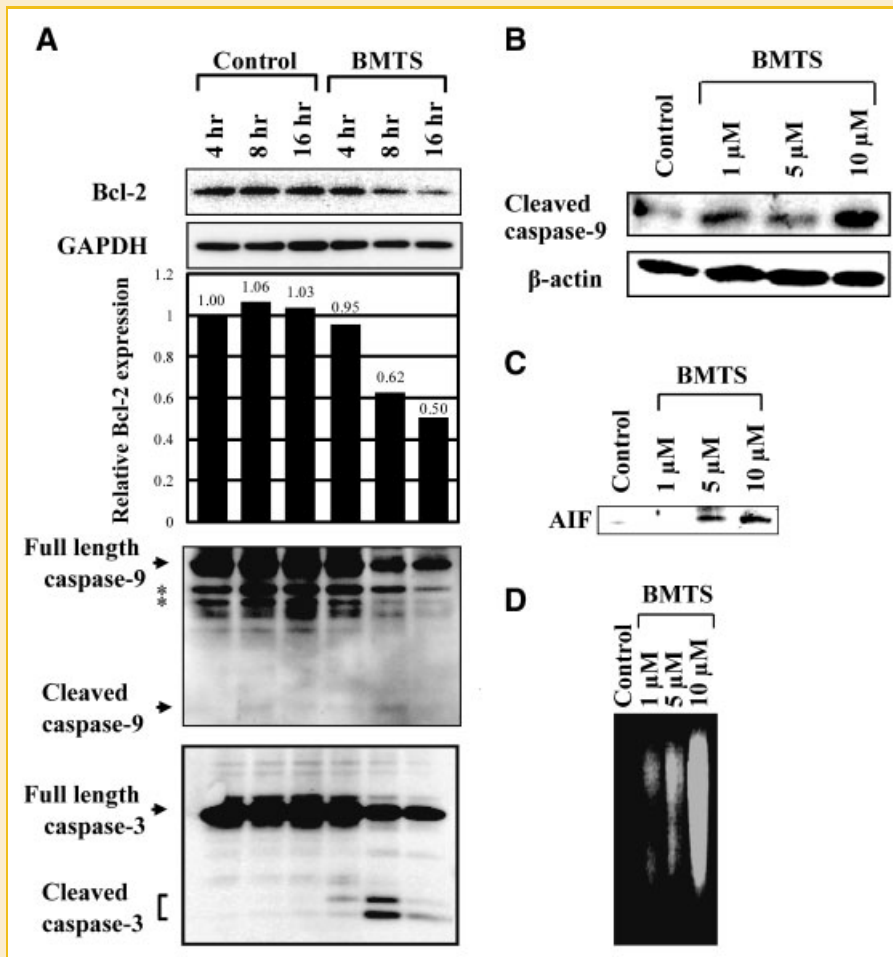 A
Control BMTS
4 hr 8 hr 16 hr 4 hr 8 hr 16 hr
Bcl-2
GAPDH
Relative Bcl-2 expression
1.2
1
0.8
0.6
0.4
0.2
0
1.00 1.06 1.03 0.95 0.62 0.50
Full length
caspase-9
*
*
Cleaved
caspase-9
Full length
caspase-3
Cleaved
caspase-3
B
BMTS
Control 1 μM 5 μM 10 μM
Cleaved
caspase-9
β-actin
C
BMTS
Control 1 μM 5 μM 10 μM
AIF
D
BMTS
Control 1 μM 5 μM 10 μM